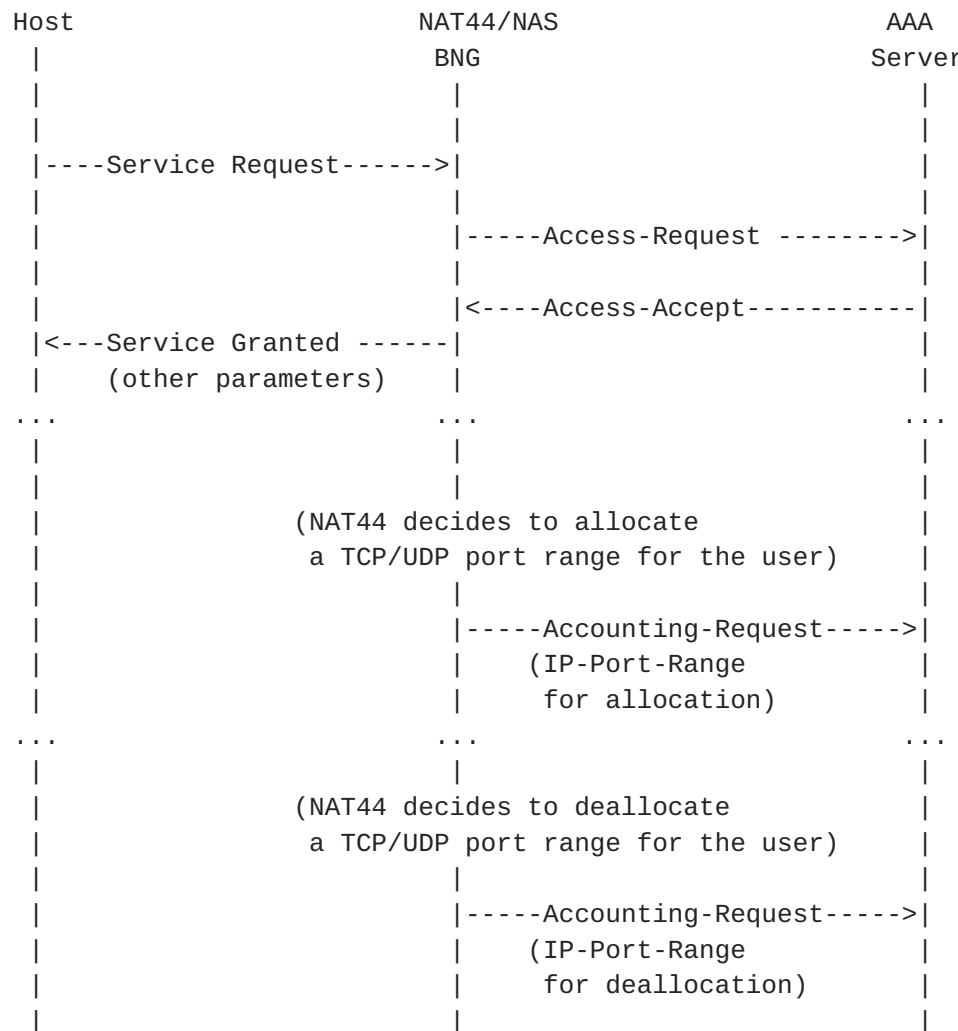 Host                        NAT44/NAS                       AAA
 |                           BNG                         Server
 |                             |                             |
 |                             |                             |
 |----Service Request------>|                             |
 |                             |                             |
 |                             |-----Access-Request -------->|
 |                             |                             |
 |                             |<----Access-Accept-----------|
 |<---Service Granted ------|                             |
 |    (other parameters)    |                             |
...                           ...                           ...
 |                             |                             |
 |                             |                             |
 |                (NAT44 decides to allocate              |
 |                 a TCP/UDP port range for the user)     |
 |                             |                             |
 |                             |-----Accounting-Request----->|
 |                             |    (IP-Port-Range           |
 |                             |     for allocation)         |
...                           ...                           ...
 |                             |                             |
 |                (NAT44 decides to deallocate            |
 |                 a TCP/UDP port range for the user)     |
 |                             |                             |
 |                             |-----Accounting-Request----->|
 |                             |    (IP-Port-Range           |
 |                             |     for deallocation)       |
 |                             |                             |